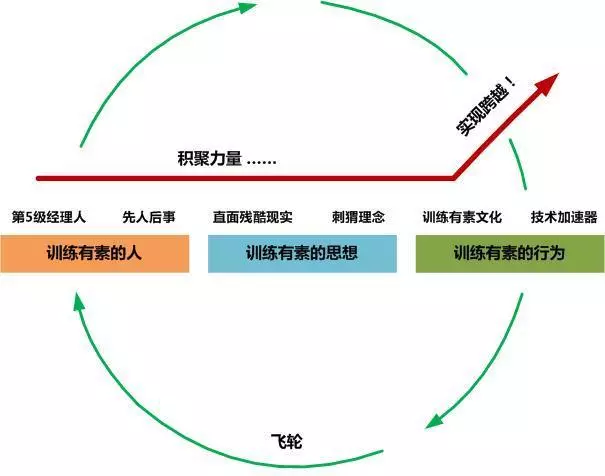 实现跨越！
积聚力量 ......
第5级经理人 先人后事 直面残酷现实 刺猬理念 训练有素文化 技术加速器
训练有素的人 训练有素的思想 训练有素的行为
飞轮